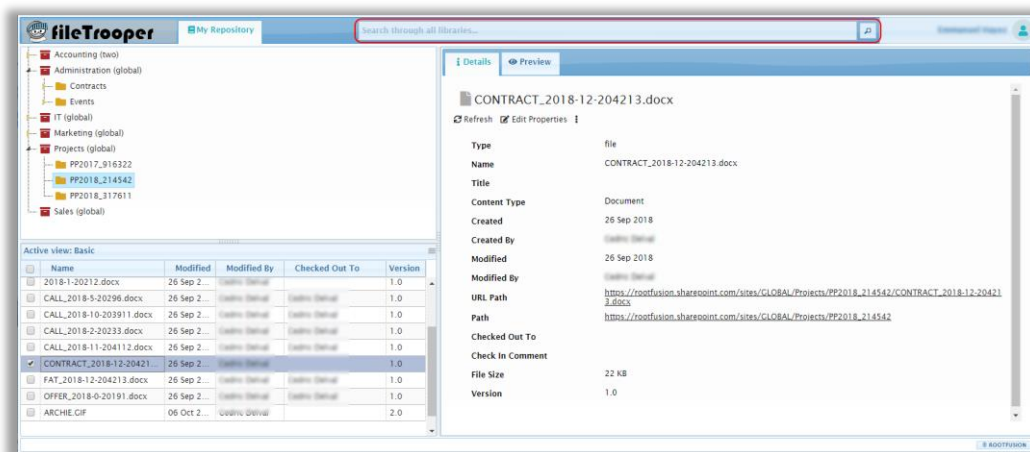 fileTrooper
My Repository
Search through all libraries...
Accounting (two)
Administration (global)
Contracts
Events
IT (global)
Marketing (global)
Projects (global)
PP2017_916322
PP2018_214542
PP2018_317611
Sales (global)
Active view: Basic
Name Modified Modified By Checked Out To Version
2018-1-20212.docx 26 Sep 2... 1.0
CALL_2018-5-20296.docx 26 Sep 2... 1.0
CALL_2018-10-203911.docx 26 Sep 2... 1.0
CALL_2018-2-20233.docx 26 Sep 2... 1.0
CALL_2018-11-204112.docx 26 Sep 2... 1.0
CONTRACT_2018-12-20421... 26 Sep 2... 1.0
FAT_2018-12-204213.docx 26 Sep 2... 1.0
OFFER_2018-0-20191.docx 26 Sep 2... 1.0
ARCHIE.GIF 06 Oct 2... 2.0
Details Preview
CONTRACT_2018-12-204213.docx
Refresh Edit Properties
Type file
Name CONTRACT_2018-12-204213.docx
Title
Content Type Document
Created 26 Sep 2018
Created By
Modified 26 Sep 2018
Modified By
URL Path https://rootfusion.sharepoint.com/sites/GLOBAL/Projects/PP2018_214542/CONTRACT_2018-12-20421
3.docx
Path https://rootfusion.sharepoint.com/sites/GLOBAL/Projects/PP2018_214542
Checked Out To
Check In Comment
File Size 22 KB
Version 1.0
ROOTFUSION